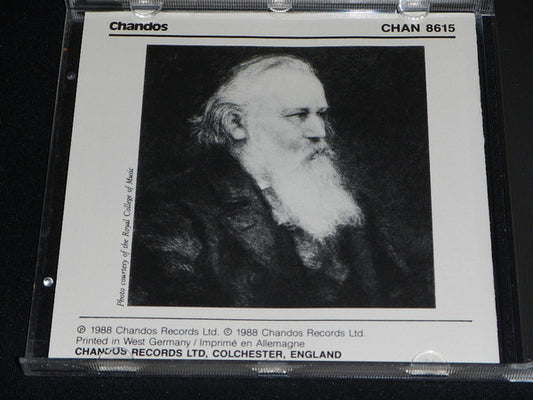 Chandos
CHAN 8615
Photo courtesy of the Royal College of Music
℗ 1988 Chandos Records Ltd. © 1988 Chandos Records Ltd.
Printed in West Germany / Imprimé en Allemagne
CHANDOS RECORDS LTD, COLCHESTER, ENGLAND